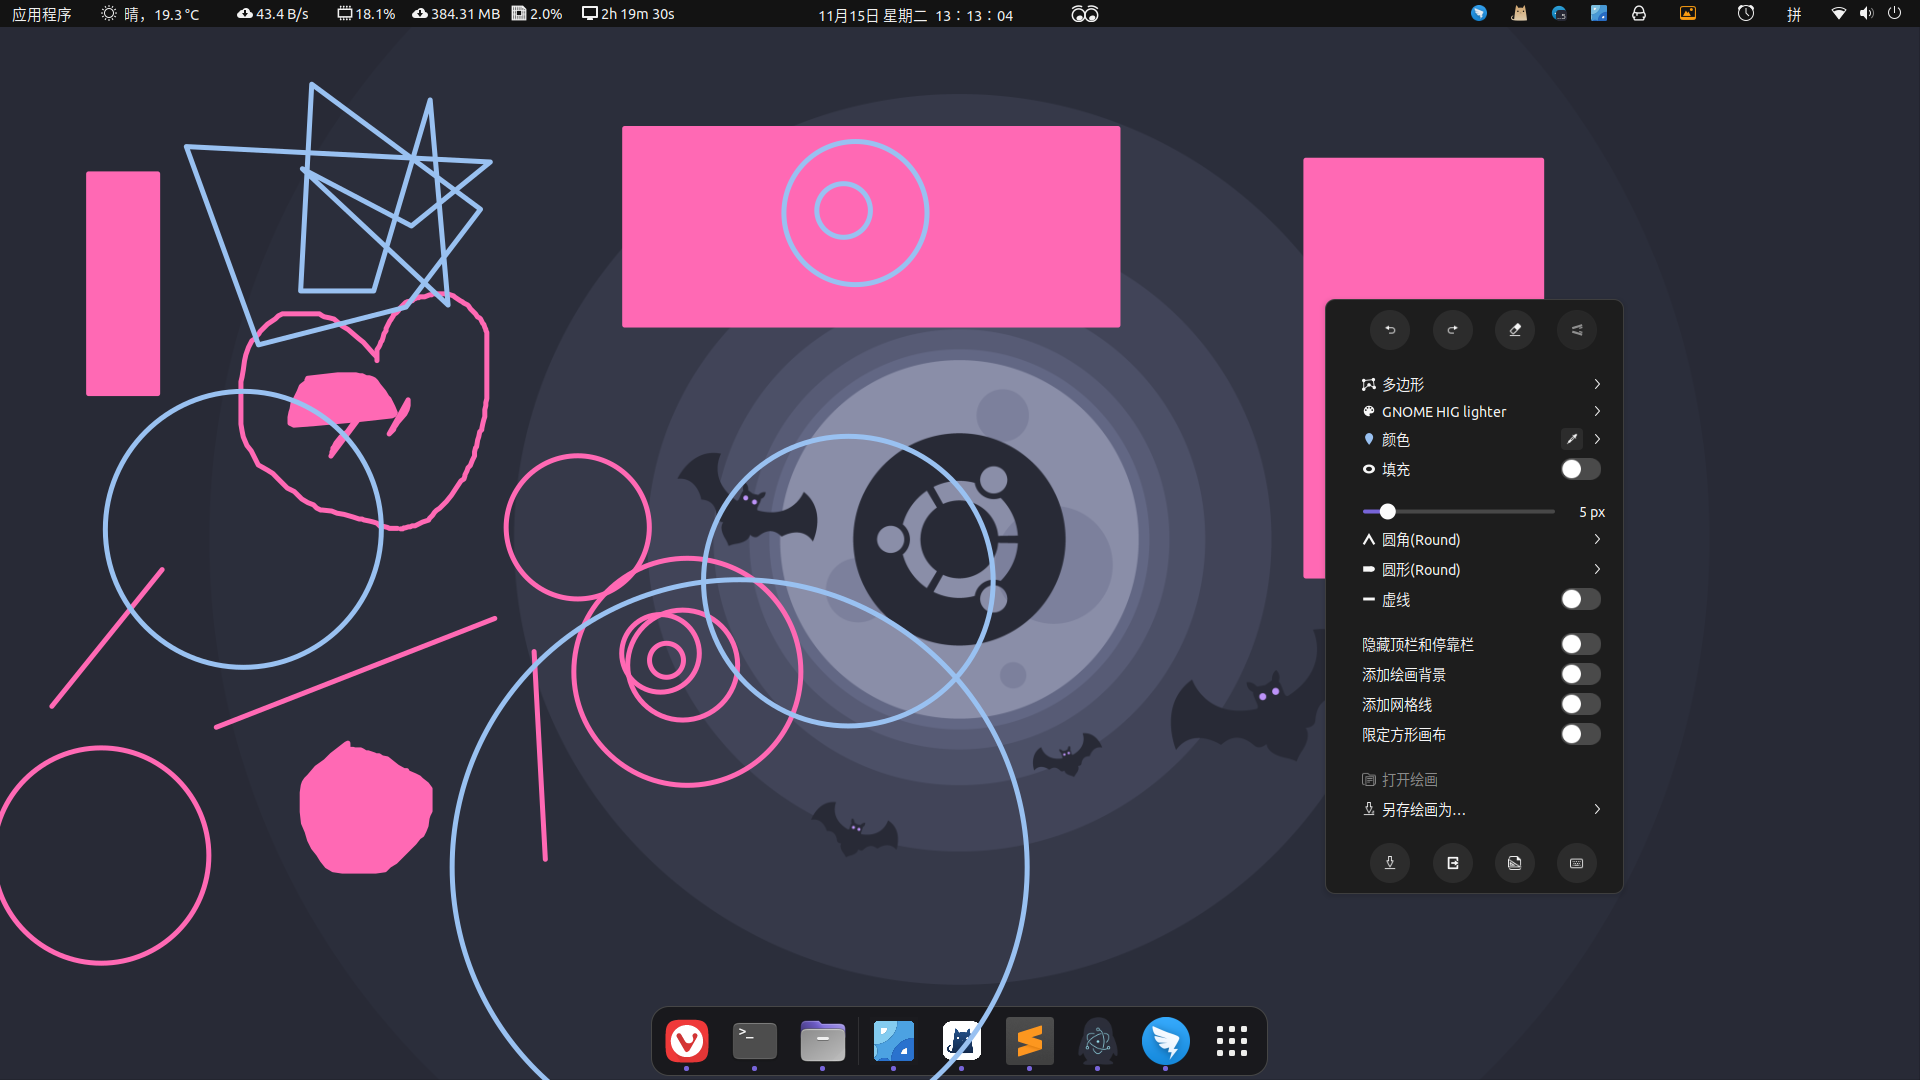 应用程序 晴，19.3 °C 43.4 B/s 18.1% 384.31 MB 2.0% 2h 19m 30s 11月15日 星期二 13：13：04 拼
多边形
GNOME HIG lighter
颜色
填充
5 px
圆角(Round)
圆形(Round)
虚线
隐藏顶栏和停靠栏
添加绘画背景
添加网格线
限定方形画布
打开绘画
另存绘画为…
>_